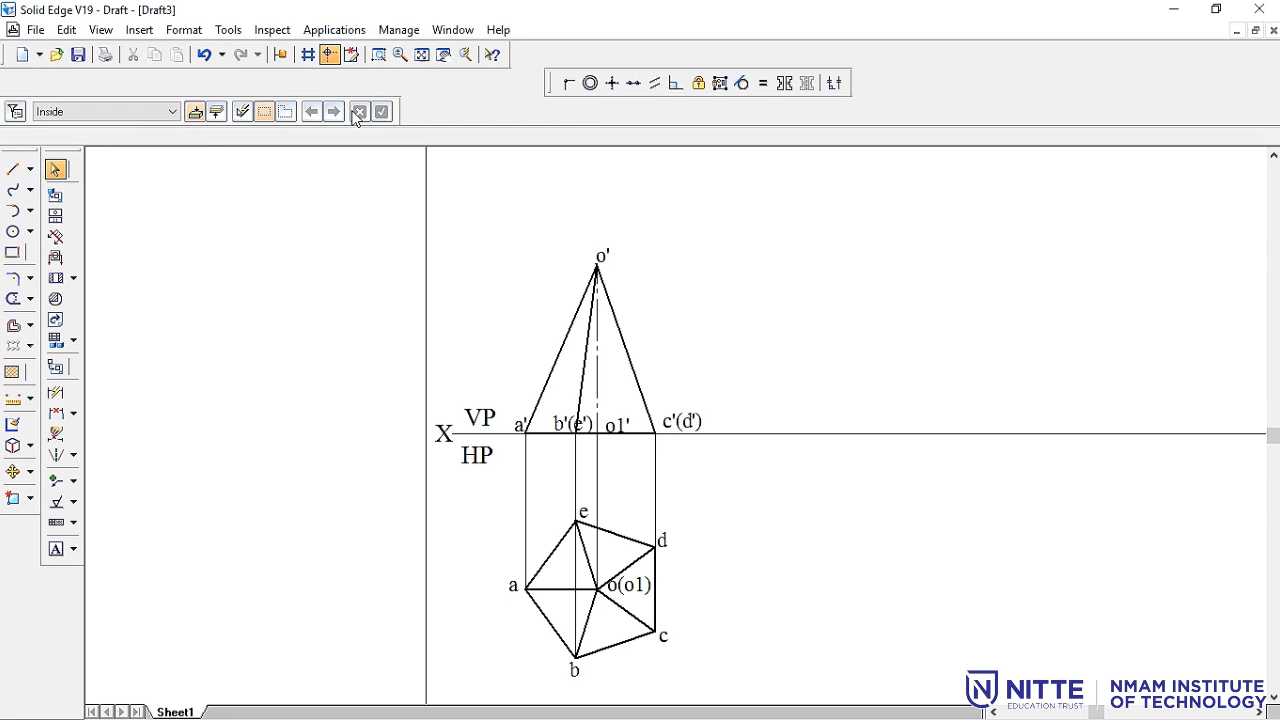 Solid Edge V19 - Draft - [Draft3]
File Edit View Insert Format Tools Inspect Applications Manage Window Help
Inside
o'
VP
a' b'(e') o1' c'(d')
X
HP
e
d
a o(o1)
c
b
Sheet1
NITTE
EDUCATION TRUST
NMAM INSTITUTE
OF TECHNOLOGY